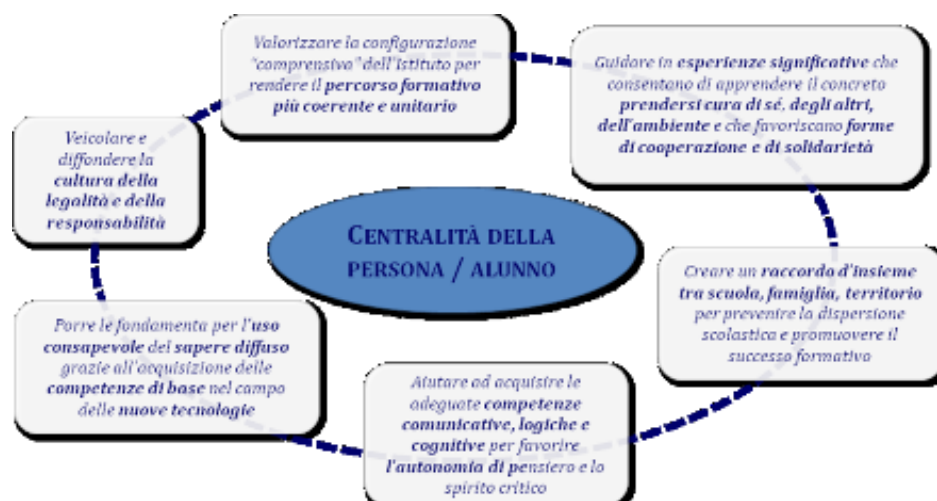 Valorizzare la configurazione
"comprensiva" dell'istituto per
rendere il percorso formativo
più coerente e unitario
Guidare in esperienze significative che
consentano di apprendere il concreto
prendersi cura di sé, degli altri,
dell'ambiente e che favoriscano forme
di cooperazione e di solidarietà
Veicolare e
diffondere la
cultura della
legalità e della
responsabilità
CENTRALITÀ DELLA
PERSONA / ALUNNO
Creare un raccordo d'insieme
tra scuola, famiglia, territorio
per prevenire la dispersione
scolastica e promuovere il
successo formativo
Porre le fondamenta per l'uso
consapevole del sapere diffuso
grazie all'acquisizione delle
competenze di base nel campo
delle nuove tecnologie
Aiutare ad acquisire le
adeguate competenze
comunicative, logiche e
cognitive per favorire
l'autonomia di pensiero e lo
spirito critico